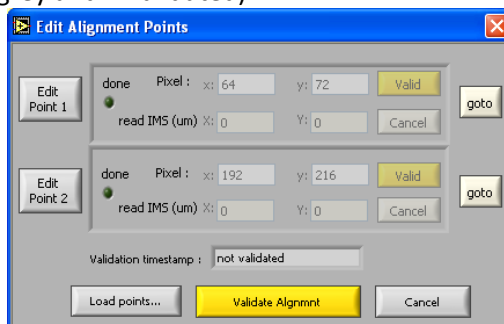 Edit Alignment Points
Edit Point 1
done Pixel : x: 64 y: 72 Valid
read IMS (um) X: 0 Y: 0 Cancel
goto
Edit Point 2
done Pixel : x: 192 y: 216 Valid
read IMS (um) X: 0 Y: 0 Cancel
goto
Validation timestamp : not validated
Load points... Validate Algnmnt Cancel